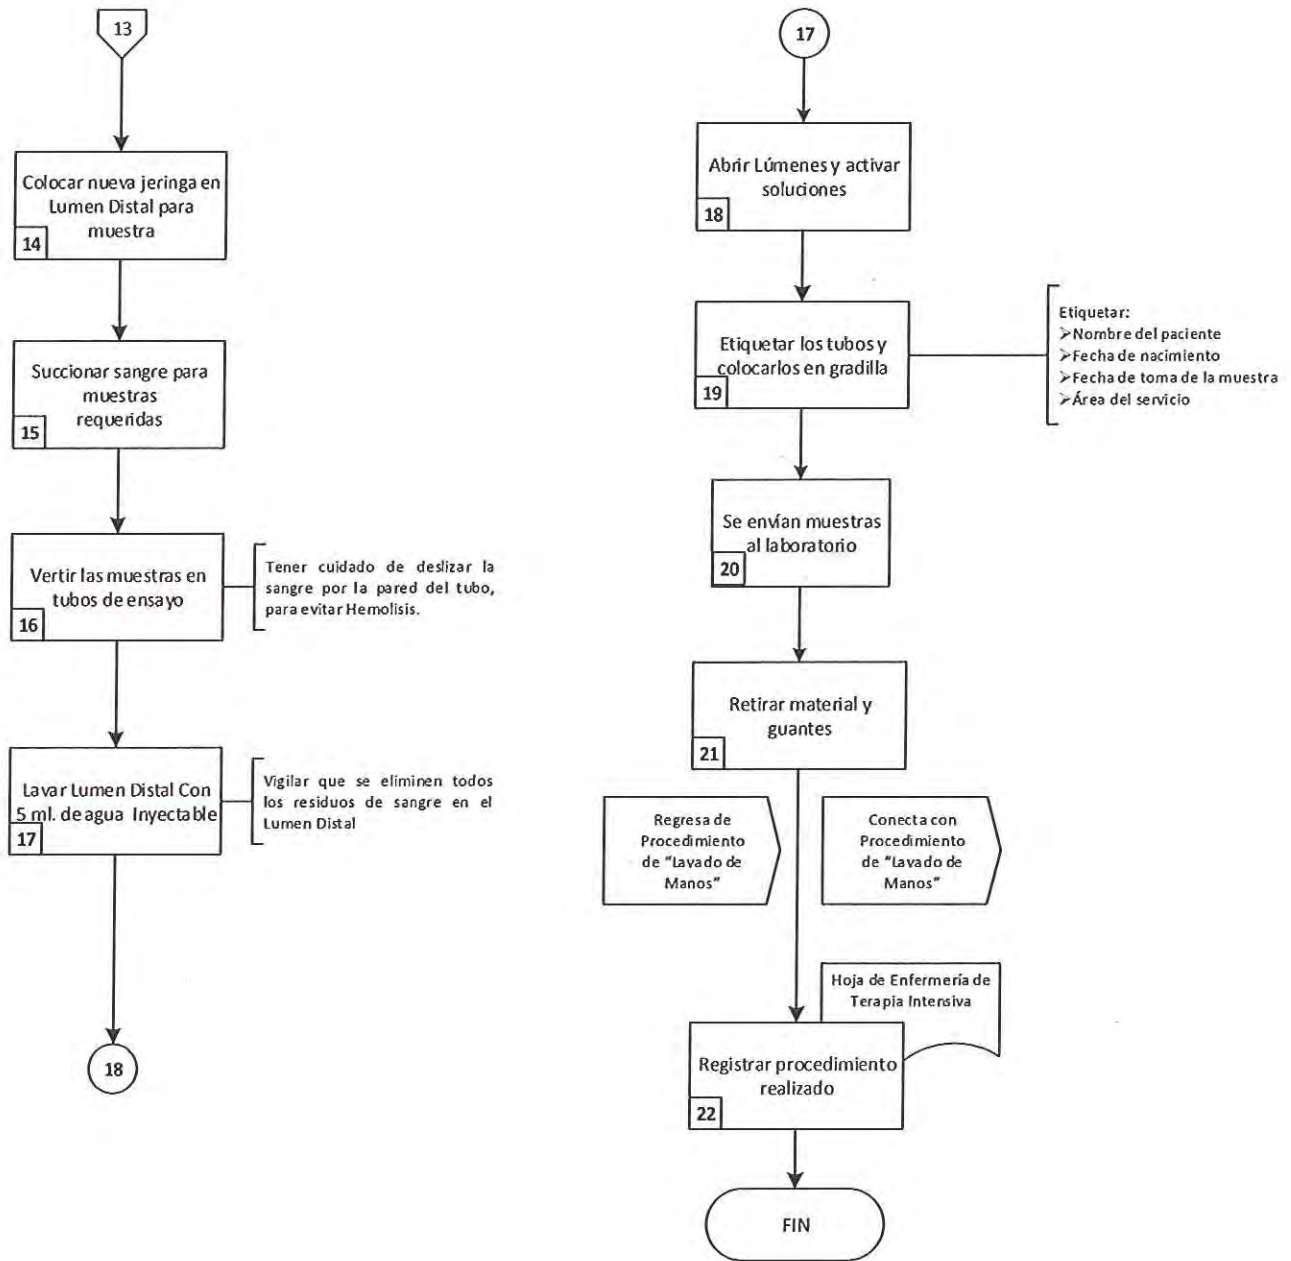 13
Colocar nueva jeringa en
Lumen Distal para
muestra
14
Succionar sangre para
muestras
requeridas
15
Vertir las muestras en
tubos de ensayo
16
Tener cuidado de deslizar la
sangre por la pared del tubo,
para evitar Hemolisis.
Lavar Lumen Distal Con
5 ml. de agua Inyectable
17
Vigilar que se eliminen todos
los residuos de sangre en el
Lumen Distal
18
17
Abrir Lúmenes y activar
soluciones
18
Etiquetar los tubos y
colocarlos en gradilla
19
Etiquetar:
➢Nombre del paciente
➢Fecha de nacimiento
➢Fecha de toma de la muestra
➢Área del servicio
Se envían muestras
al laboratorio
20
Retirar material y
guantes
21
Regresa de
Procedimiento
de "Lavado de
Manos"
Conecta con
Procedimiento
de "Lavado de
Manos"
Hoja de Enfermería de
Terapia Intensiva
Registrar procedimiento
realizado
22
FIN